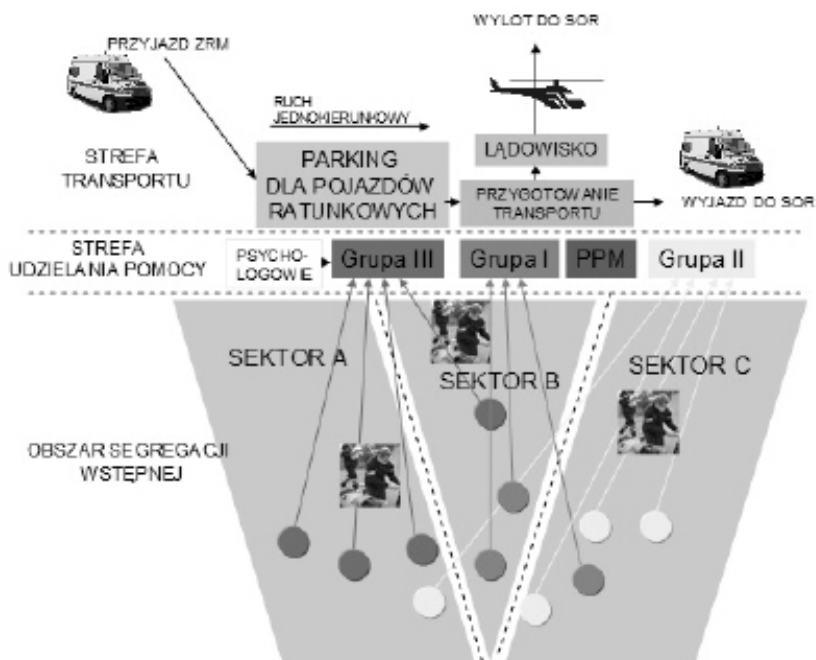 WYLOT DO SOR
PRZYJAZD ZRM
RUCH
JEDNOKIERUNKOWY
STREFA
TRANSPORTU
PARKING
DLA POJAZDÓW
RATUNKOWYCH
LĄDOWISKO
PRZYGOTOWANIE
TRANSPORTU
WYJAZD DO SOR
STREFA
UDZIELANIA POMOCY
PSYCHO-
LOGOWIE
Grupa III
Grupa I
PPM
Grupa II
SEKTOR A
SEKTOR B
SEKTOR C
OBSZAR SEGREGACJI
WSTĘPNEJ